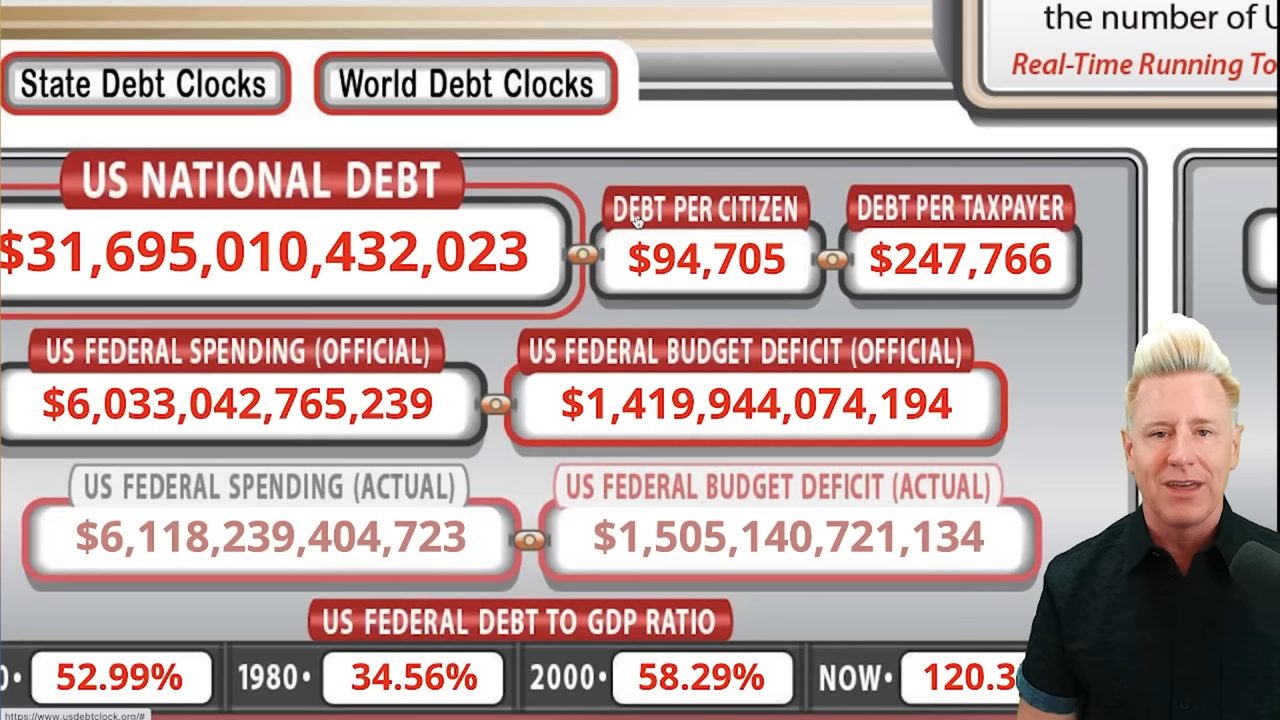 the number of U
Real-Time Running To
State Debt Clocks
World Debt Clocks
US NATIONAL DEBT
$31,695,010,432,023
DEBT PER CITIZEN
$94,705
DEBT PER TAXPAYER
$247,766
US FEDERAL SPENDING (OFFICIAL)
$6,033,042,765,239
US FEDERAL BUDGET DEFICIT (OFFICIAL)
$1,419,944,074,194
US FEDERAL SPENDING (ACTUAL)
$6,118,239,404,723
US FEDERAL BUDGET DEFICIT (ACTUAL)
$1,505,140,721,134
US FEDERAL DEBT TO GDP RATIO
0• 52.99% 1980• 34.56% 2000• 58.29% NOW• 120.3
https://www.usdebtclock.org/#